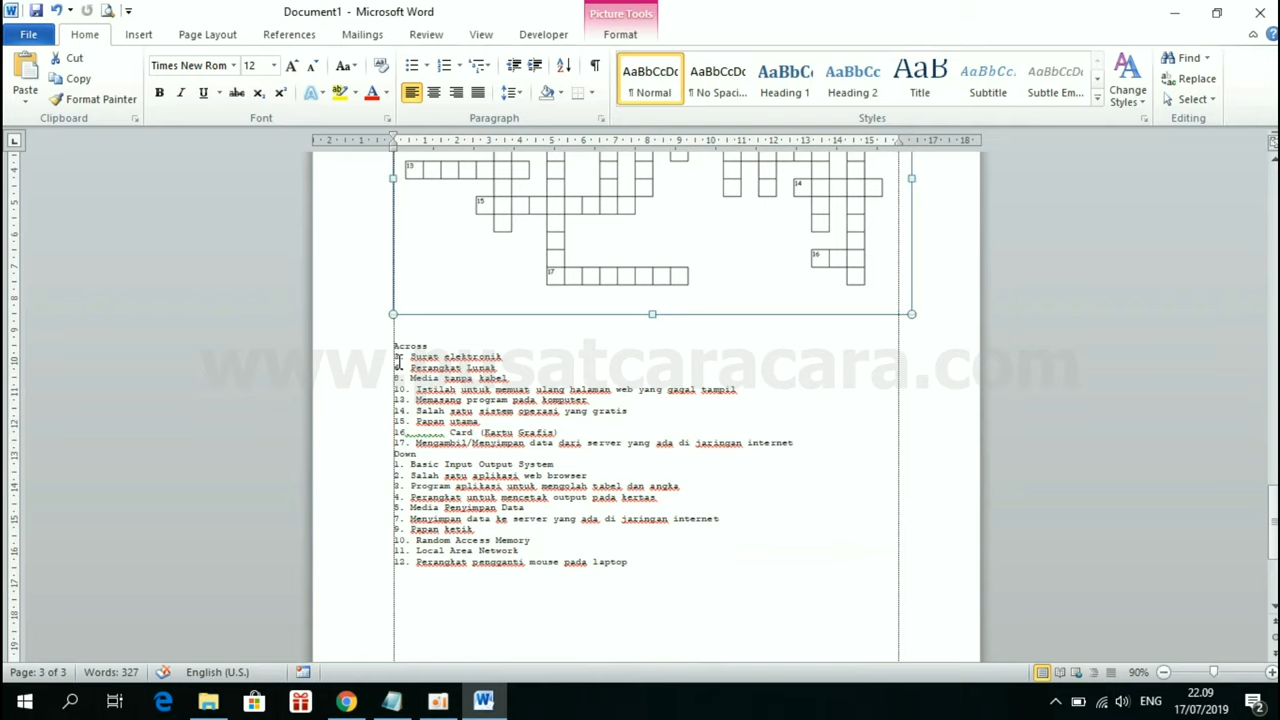 Document1 - Microsoft Word
Picture Tools
File Home Insert Page Layout References Mailings Review View Developer Format
Cut
Copy
Format Painter
Paste
Clipboard
Times New Rom 12
Font
Paragraph
AaBbCcDc AaBbCcDc AaBbC AaBbCc AaB AaBbCc. AaBbCcDc
¶ Normal ¶ No Spaci... Heading 1 Heading 2 Title Subtitle Subtle Em...
Styles
Change Styles
Find
Replace
Select
Editing
13
14
15
16
17
Across
Surat elektronik
Perangkat Lunak
8. Media tanpa kabel
10. Istilah untuk memuat ulang halaman web yang gagal tampil
13. Memasang program pada komputer
14. Salah satu sistem operasi yang gratis
15. Papan utama
16....... Card (Kartu Grafis)
17. Mengambil/Menyimpan data dari server yang ada di jaringan internet
Down
1. Basic Input Output System
2. Salah satu aplikasi web browser
3. Program aplikasi untuk mengolah tabel dan angka
4. Perangkat untuk mencetak output pada kertas
5. Media Penyimpan Data
7. Menyimpan data ke server yang ada di jaringan internet
9. Papan ketik
10. Random Access Memory
11. Local Area Network
12. Perangkat pengganti mouse pada laptop
www.pusatcaracara.com
Page: 3 of 3 Words: 327 English (U.S.) 90%
ENG
22.09
17/07/2019
2